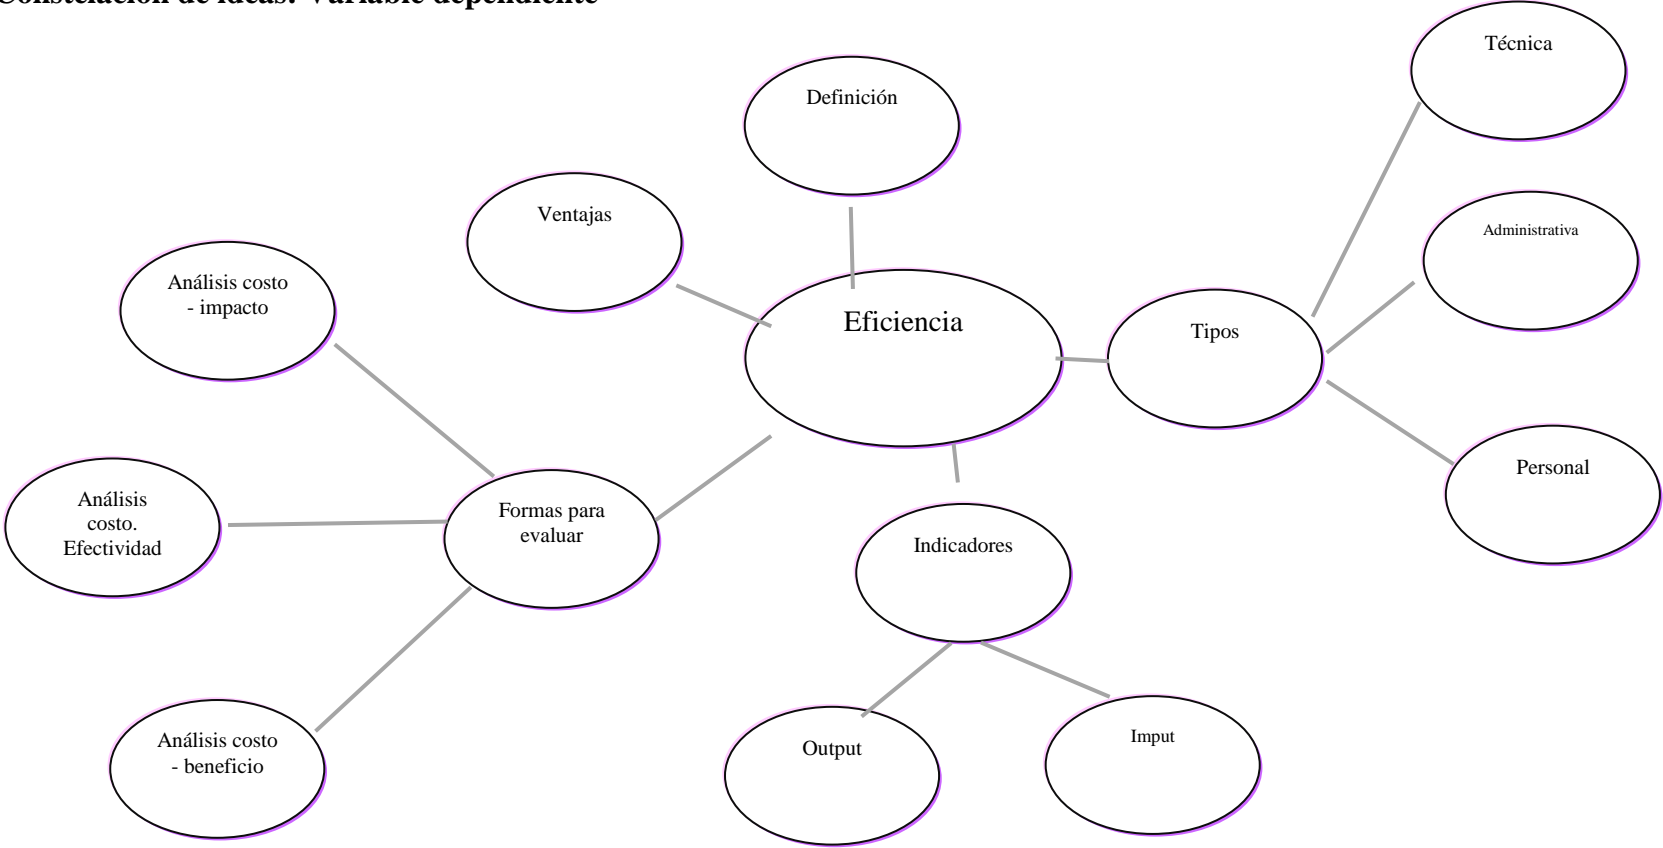 Constelación de ideas: Variable dependiente
Técnica
Definición
Ventajas
Administrativa
Análisis costo
- impacto
Eficiencia
Tipos
Personal
Análisis
costo.
Efectividad
Formas para
evaluar
Indicadores
Análisis costo
- beneficio
Output
Imput